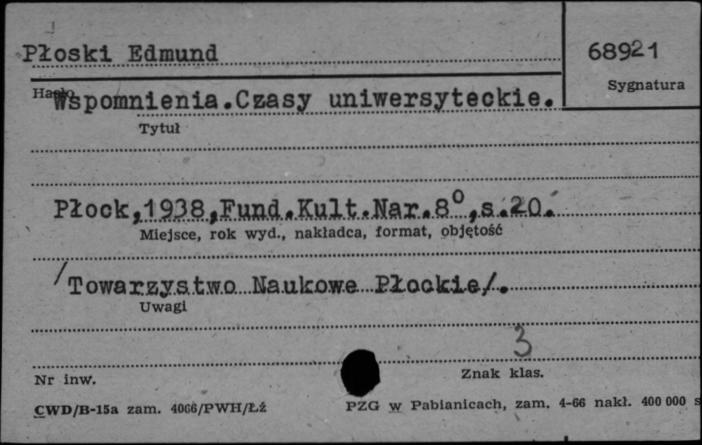 Płoski Edmund
68921
Hasło
Sygnatura
Wspomnienia.Czasy uniwersyteckie.
Tytuł
Płock,1938,Fund.Kult.Nar.8⁰,s.20.
Miejsce, rok wyd., nakładca, format, objętość
/Towarzystwo Naukowe Płockie/.
Uwagi
3
Nr inw.
Znak klas.
CWD/B-15a zam. 4066/PWH/Łź
PZG w Pabianicach, zam. 4-66 nakł. 400 000 s